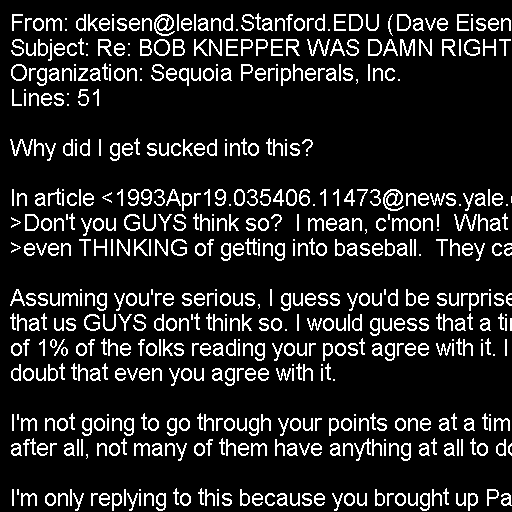 From: dkeisen@leland.Stanford.EDU (Dave Eisen
Subject: Re: BOB KNEPPER WAS DAMN RIGHT
Organization: Sequoia Peripherals, Inc.
Lines: 51

Why did I get sucked into this?

In article <1993Apr19.035406.11473@news.yale.
>Don't you GUYS think so?  I mean, c'mon!  What
>even THINKING of getting into baseball.  They ca

Assuming you're serious, I guess you'd be surprise
that us GUYS don't think so. I would guess that a ti
of 1% of the folks reading your post agree with it. I
doubt that even you agree with it.

I'm not going to go through your points one at a tim
after all, not many of them have anything at all to do

I'm only replying to this because you brought up Pa